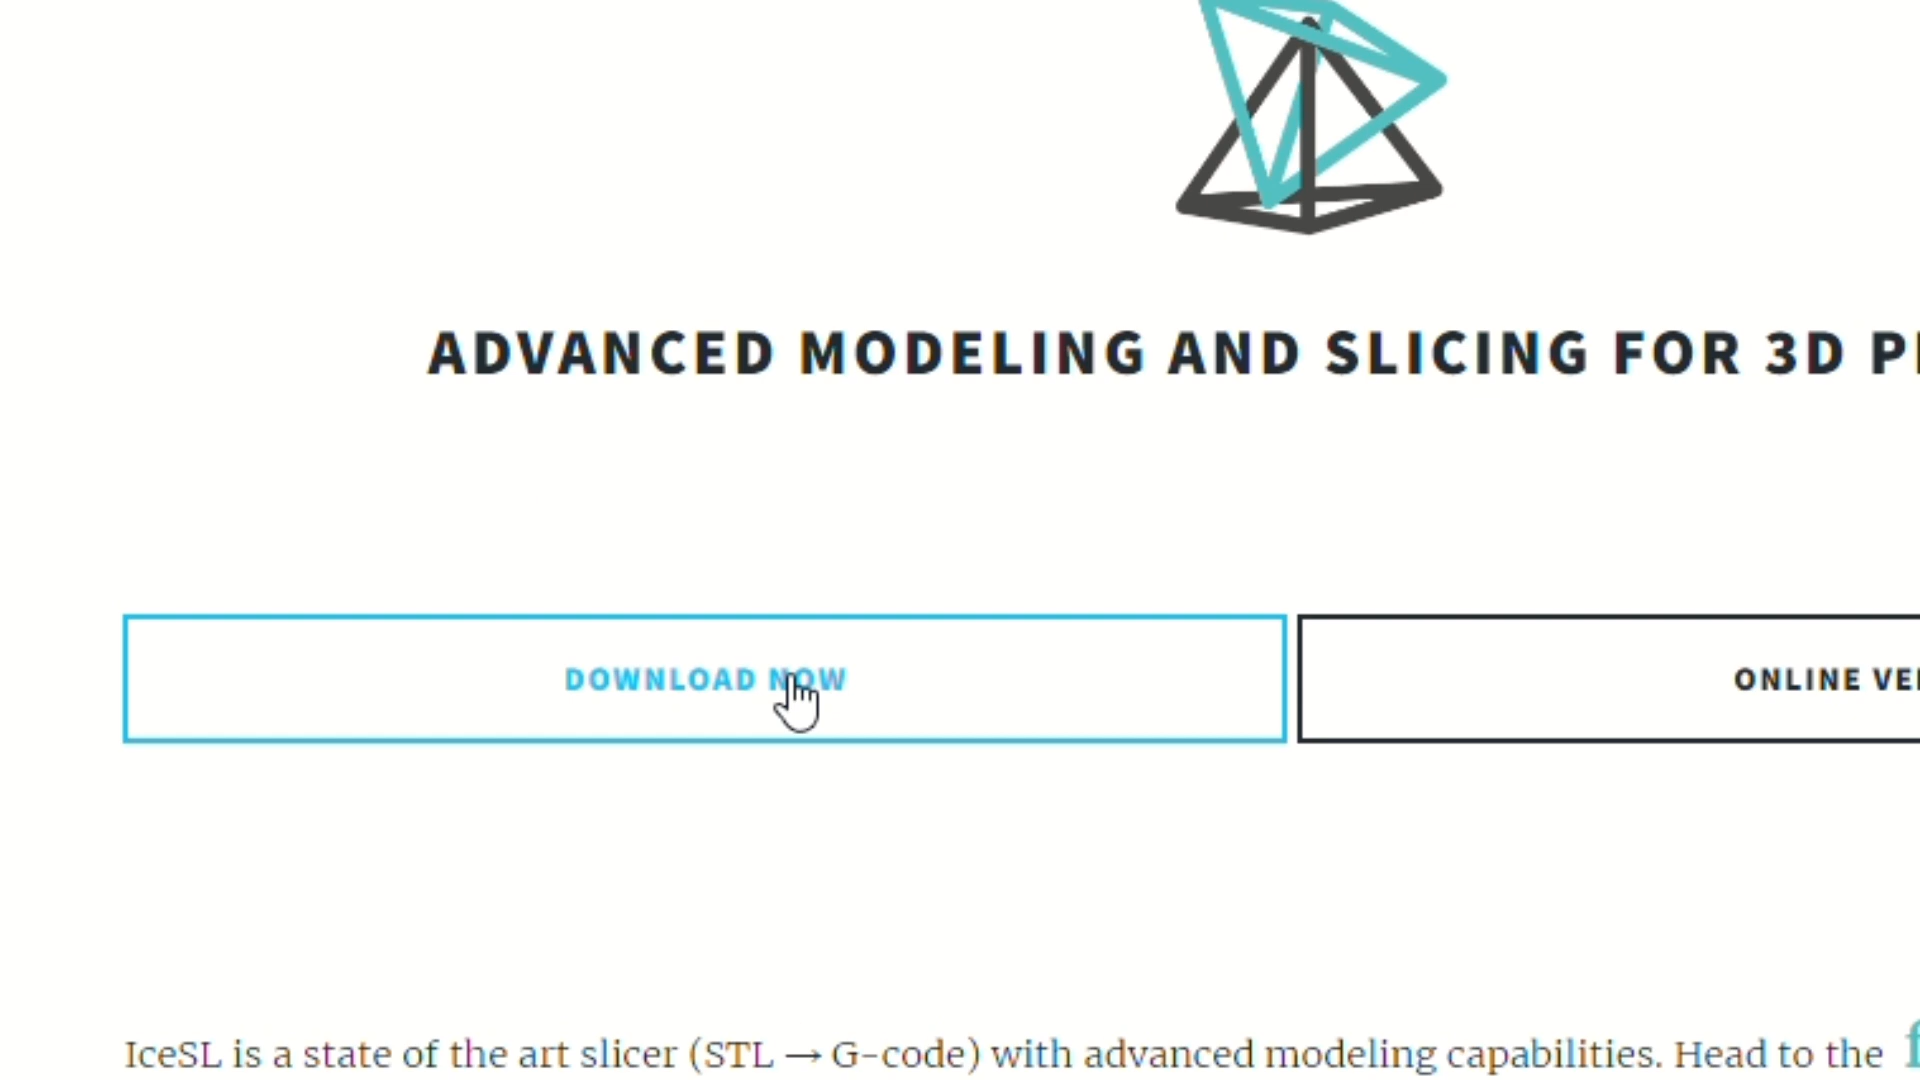 ADVANCED MODELING AND SLICING FOR 3D
DOWNLOAD NOW
ONLINE
IceSL is a state of the art slicer (STL → G-code) with advanced modeling capabilities. Head to the